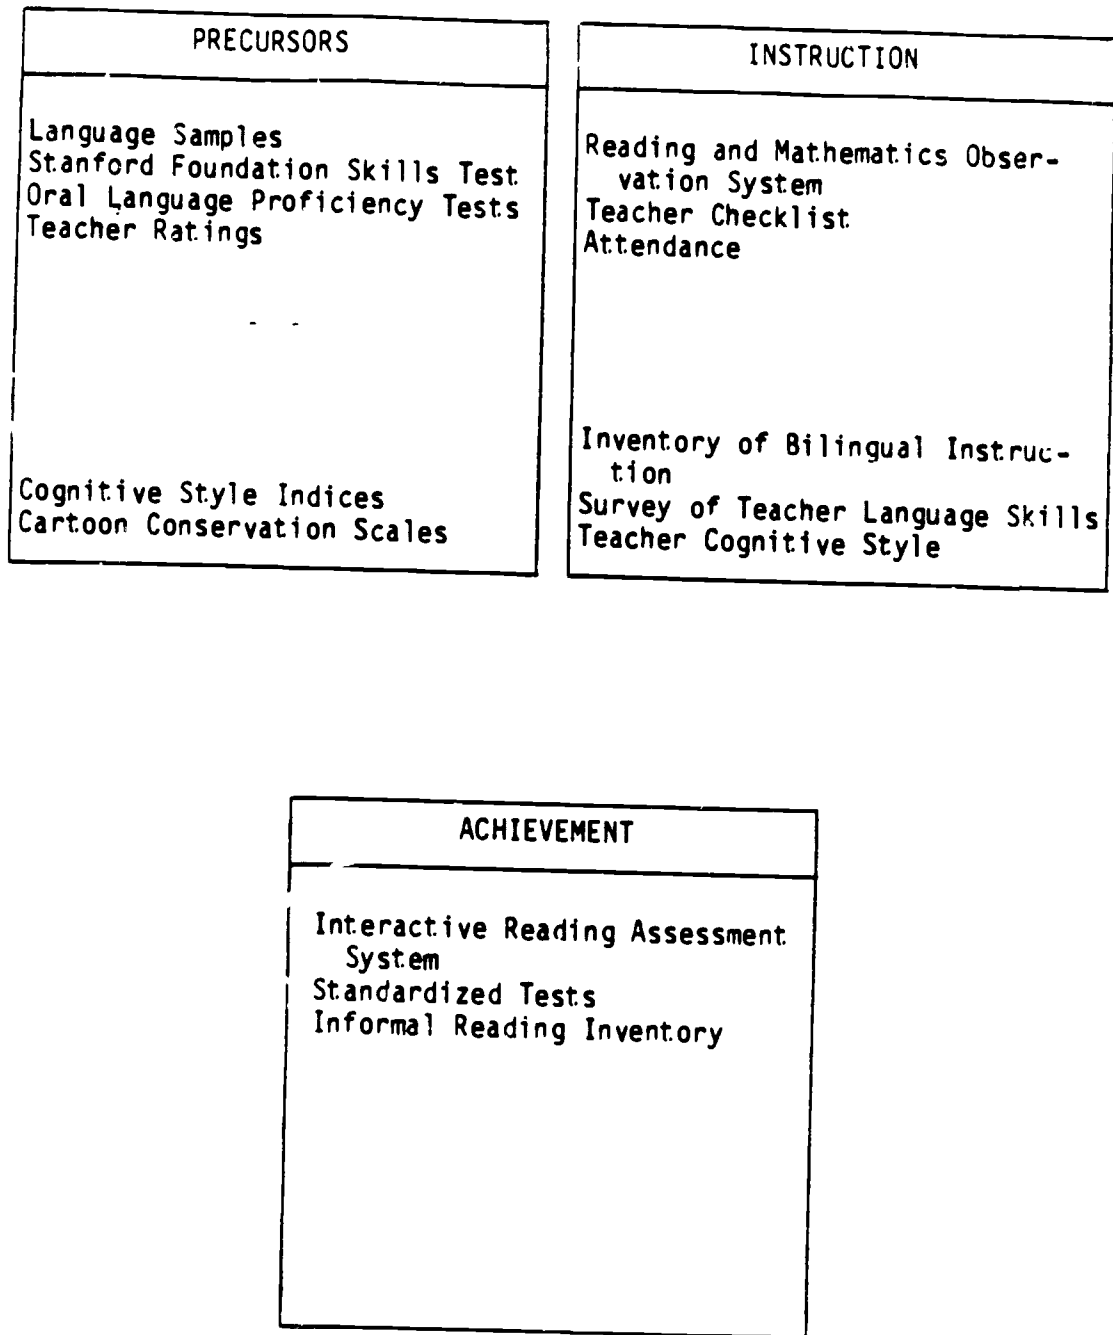 PRECURSORS
Language Samples
Stanford Foundation Skills Test
Oral Language Proficiency Tests
Teacher Ratings
Cognitive Style Indices
Cartoon Conservation Scales
INSTRUCTION
Reading and Mathematics Obser-
vation System
Teacher Checklist
Attendance
Inventory of Bilingual Instruc-
tion
Survey of Teacher Language Skills
Teacher Cognitive Style
ACHIEVEMENT
Interactive Reading Assessment
System
Standardized Tests
Informal Reading Inventory